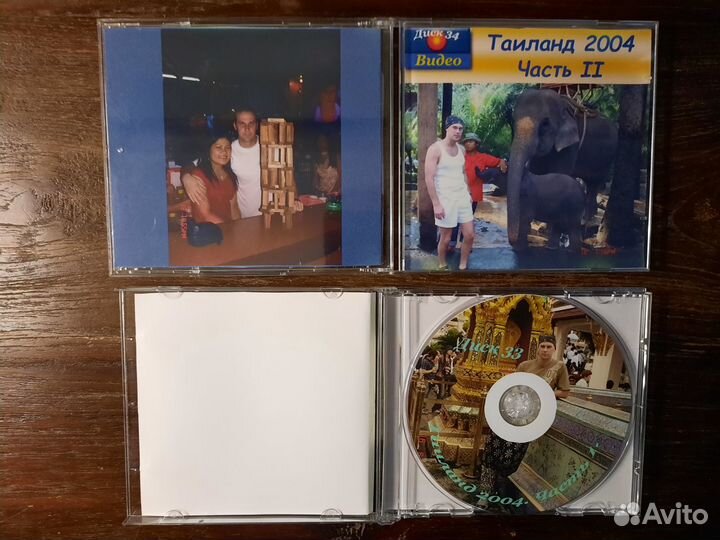 Диск 34
Видео
Таиланд 2004
Часть II
Диск 33
Таиланд 2004. Часть I
Avito